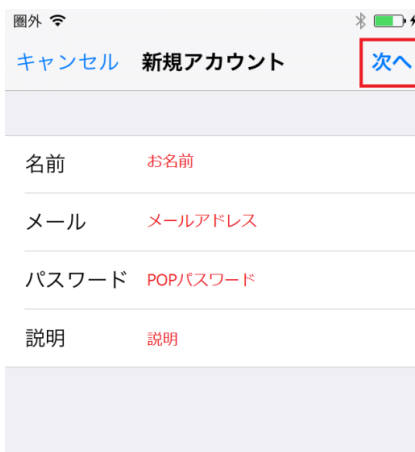 圏外
キャンセル 新規アカウント 次へ
名前 お名前
メール メールアドレス
パスワード POPパスワード
説明 説明